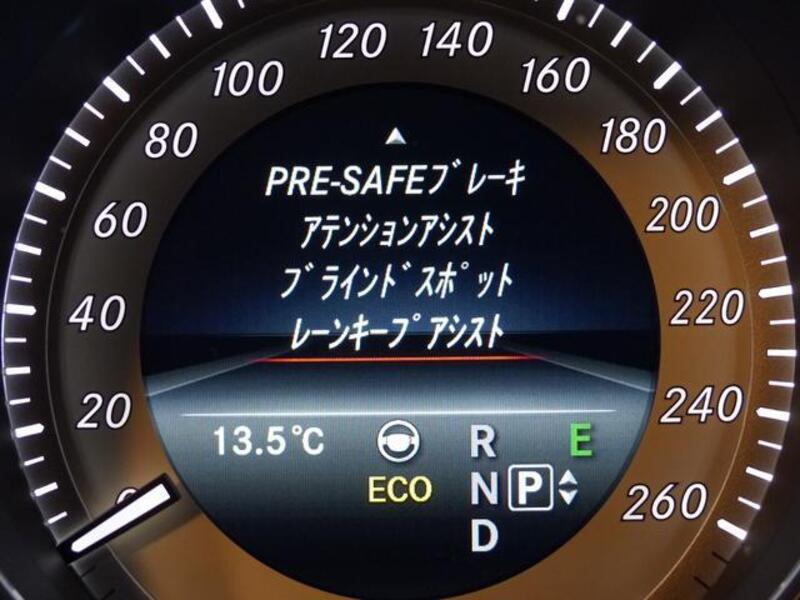 120 140
100 160
80 180
60 200
40 220
20 240
0 260
PRE-SAFEブレーキ
アテンションアシスト
ブラインドスポット
レーンキープアシスト
13.5°C R E
ECO N P
D